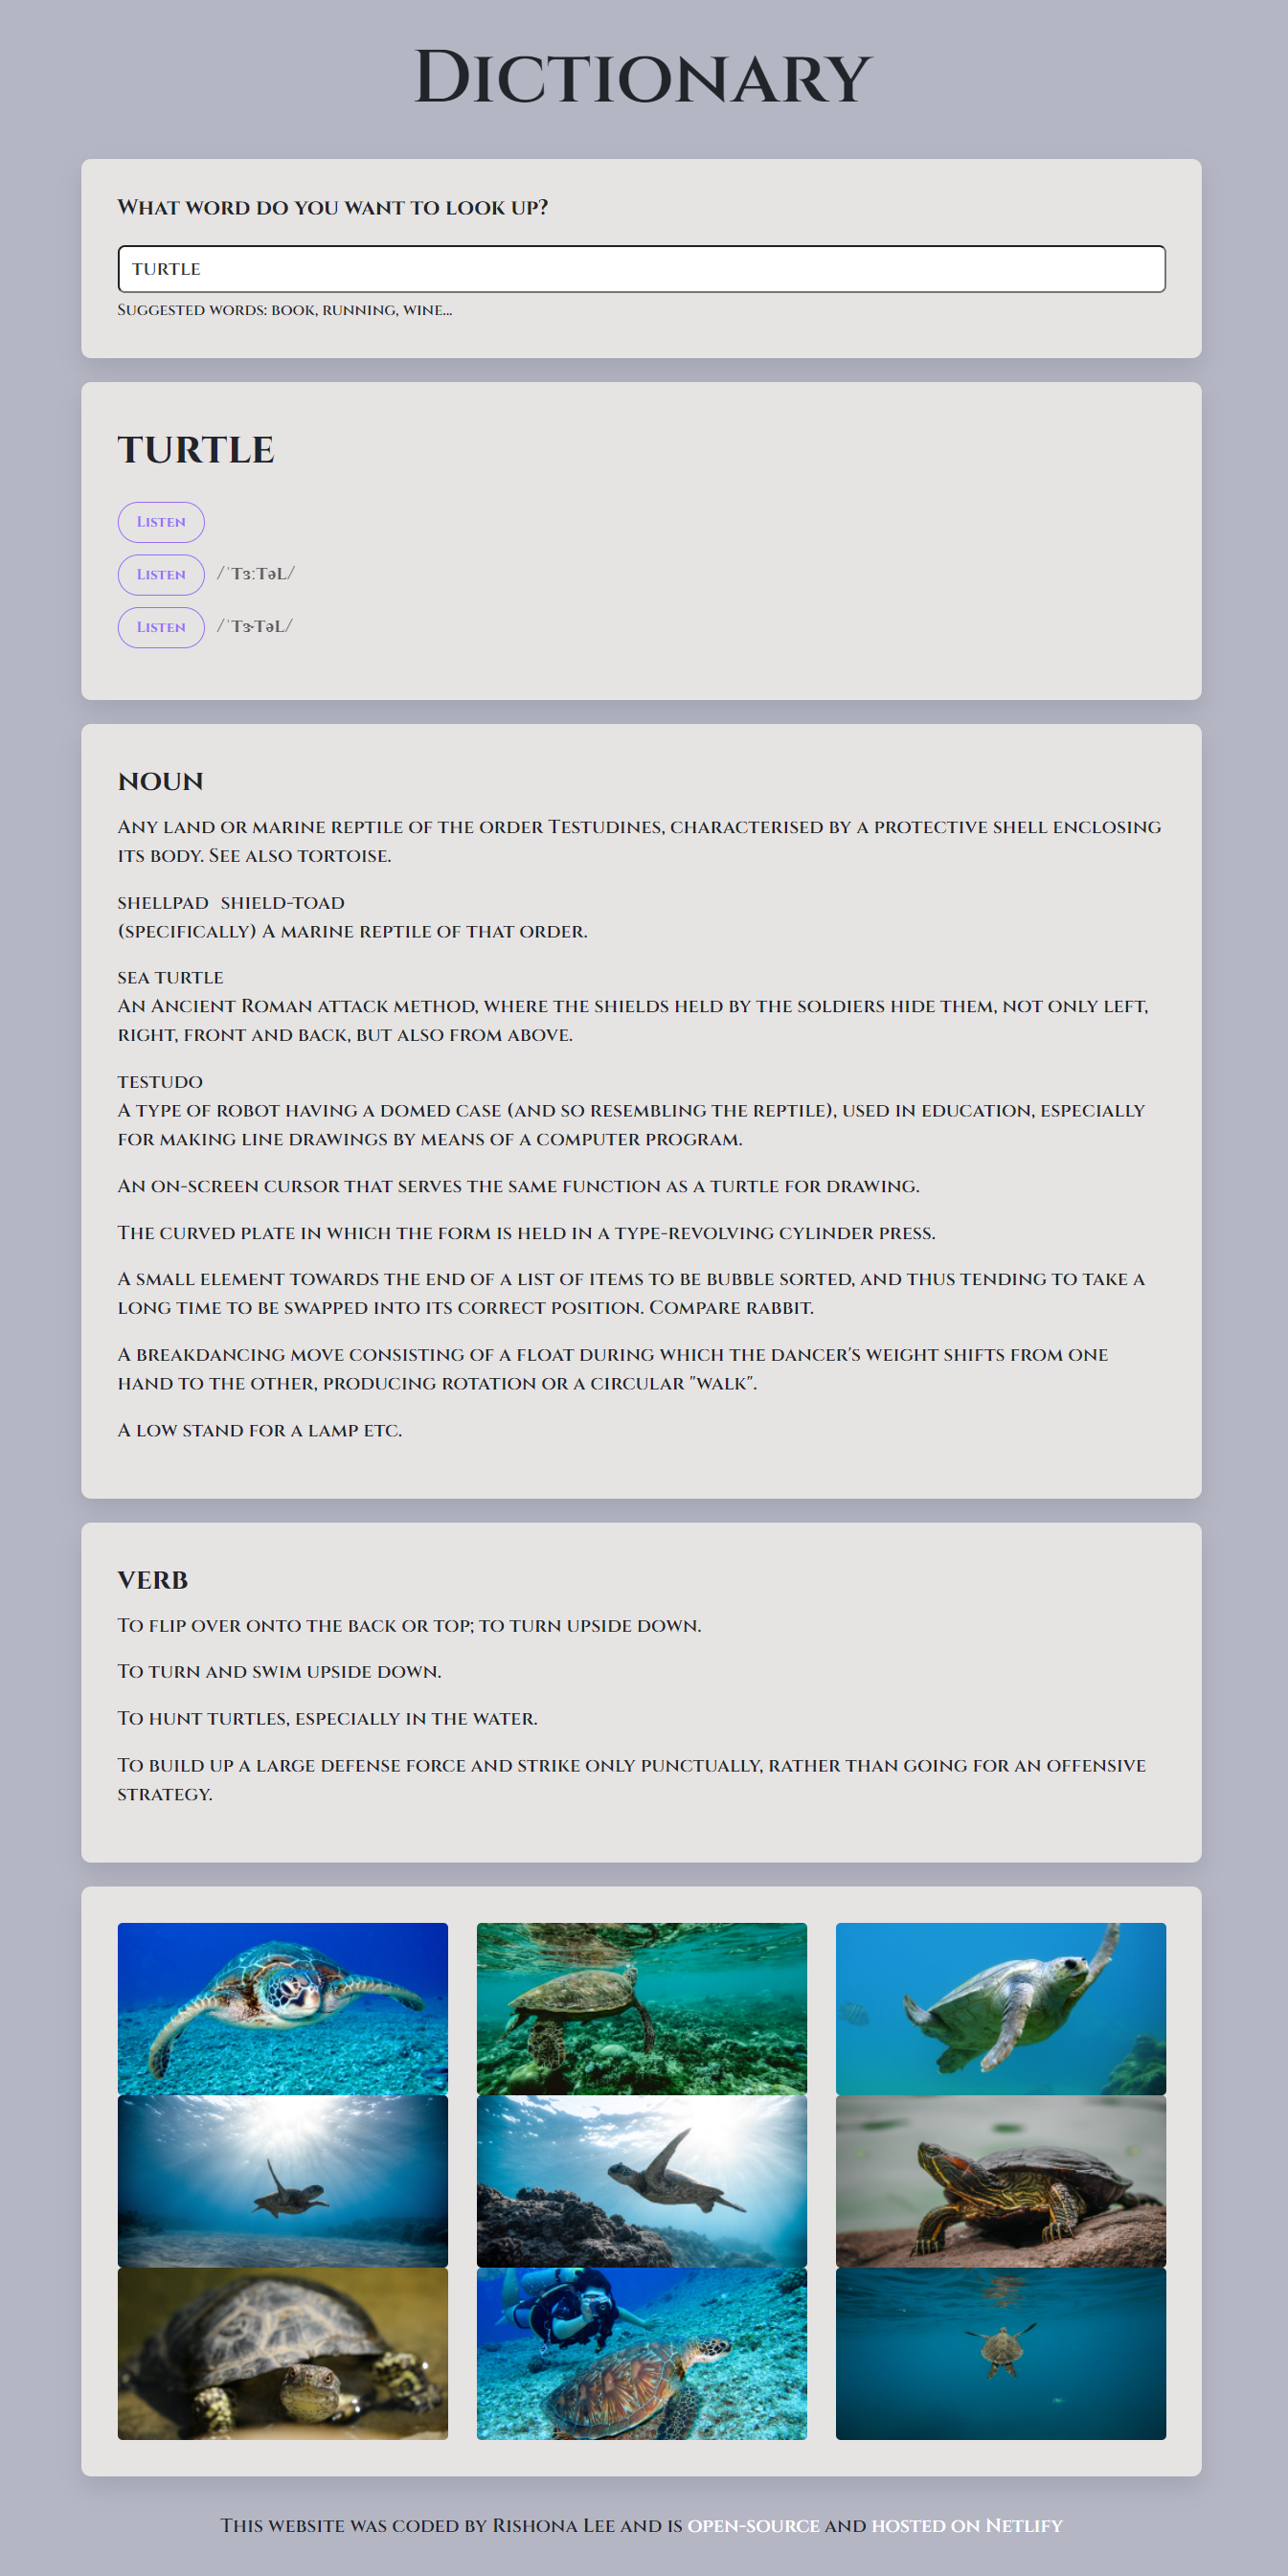 Dictionary
What word do you want to look up?
turtle
Suggested words: book, running, wine...
turtle
Listen
Listen /ˈtɜːtəl/
Listen /ˈtɝtəl/
noun
Any land or marine reptile of the order Testudines, characterised by a protective shell enclosing
its body. See also tortoise.
shellpad shield-toad
(specifically) A marine reptile of that order.
sea turtle
An Ancient Roman attack method, where the shields held by the soldiers hide them, not only left,
right, front and back, but also from above.
testudo
A type of robot having a domed case (and so resembling the reptile), used in education, especially
for making line drawings by means of a computer program.
An on-screen cursor that serves the same function as a turtle for drawing.
The curved plate in which the form is held in a type-revolving cylinder press.
A small element towards the end of a list of items to be bubble sorted, and thus tending to take a
long time to be swapped into its correct position. Compare rabbit.
A breakdancing move consisting of a float during which the dancer's weight shifts from one
hand to the other, producing rotation or a circular "walk".
A low stand for a lamp etc.
verb
To flip over onto the back or top; to turn upside down.
To turn and swim upside down.
To hunt turtles, especially in the water.
To build up a large defense force and strike only punctually, rather than going for an offensive
strategy.
This website was coded by Rishona Lee and is open-source and hosted on Netlify